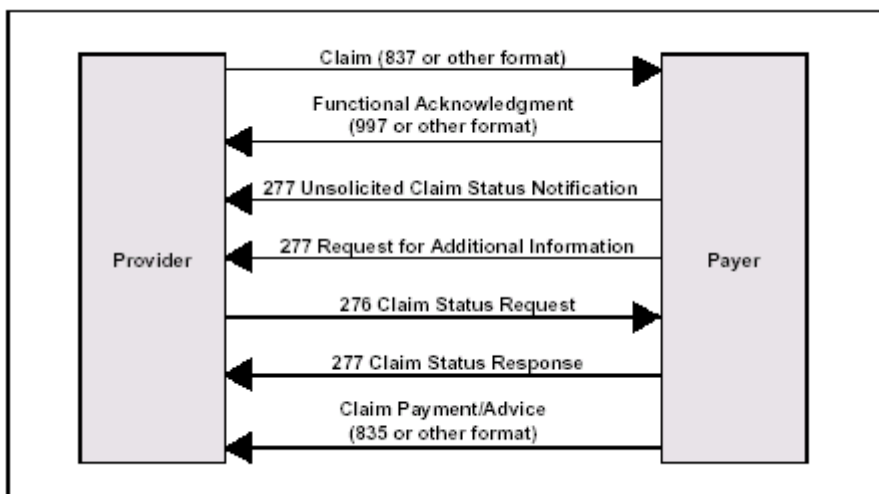 Claim (837 or other format)
Functional Acknowledgment
(997 or other format)
277 Unsolicited Claim Status Notification
277 Request for Additional Information
Provider
Payer
276 Claim Status Request
277 Claim Status Response
Claim Payment/Advice
(835 or other format)